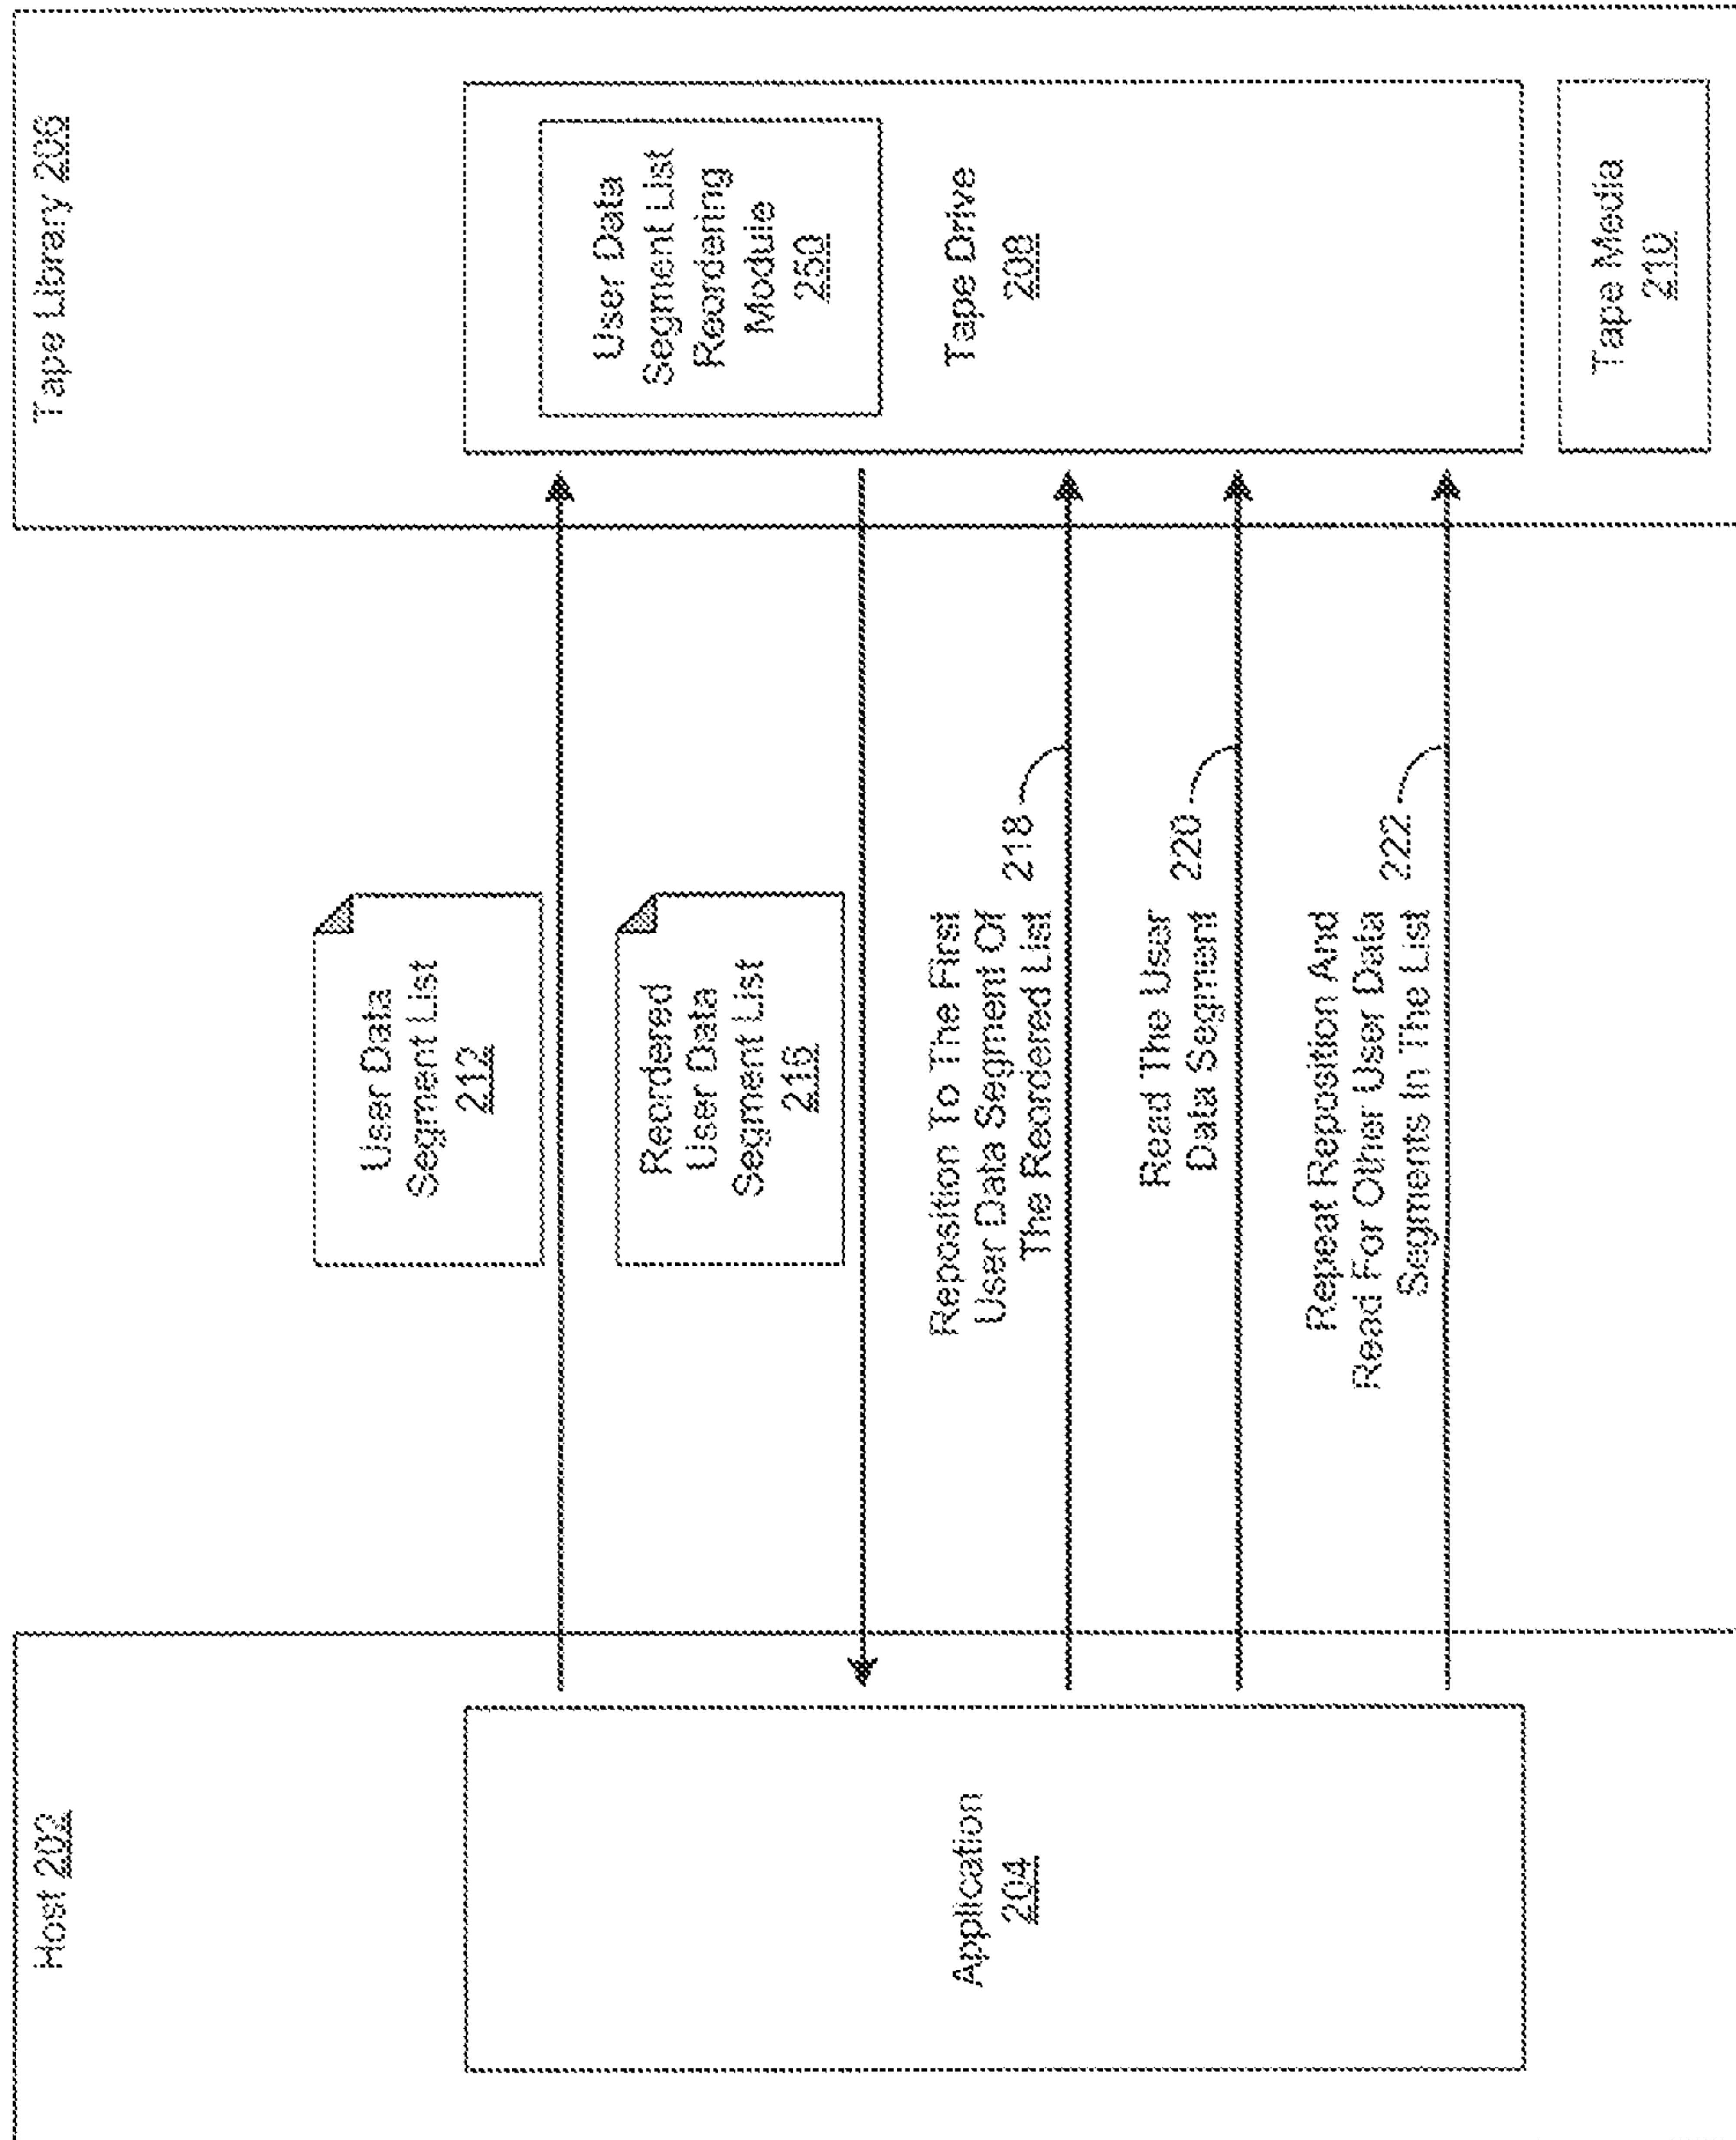 Host 202
Application
204
User Data
Segment List
212
Reordered
User Data
Segment List
216
Reposition To The First
User Data Segment Of
The Reordered List
218
Read The User
Data Segment
220
Repeat Reposition And
Read For Other User Data
Segments In The List
222
Tape Library 206
User Data
Segment List
Reordering
Module
250
Tape Drive
208
Tape Media
210